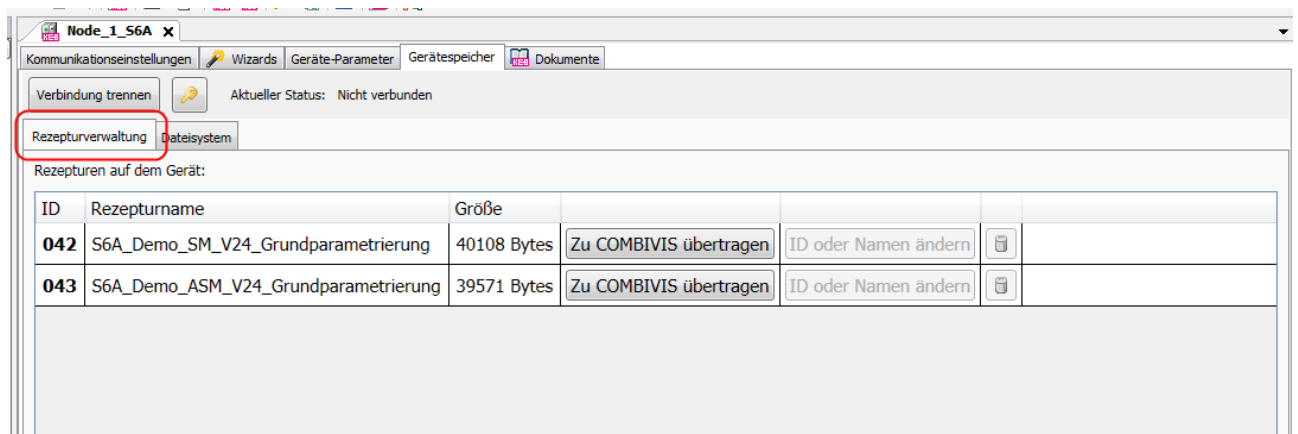 Node_1_S6A X
Kommunikationseinstellungen Wizards Geräte-Parameter Gerätespeicher KEB Dokumente
Verbindung trennen Aktueller Status: Nicht verbunden
Rezepturverwaltung Dateisystem
Rezepturen auf dem Gerät:
ID Rezepturname Größe
042 S6A_Demo_SM_V24_Grundparametrierung 40108 Bytes Zu COMBIVIS übertragen ID oder Namen ändern
043 S6A_Demo_ASM_V24_Grundparametrierung 39571 Bytes Zu COMBIVIS übertragen ID oder Namen ändern